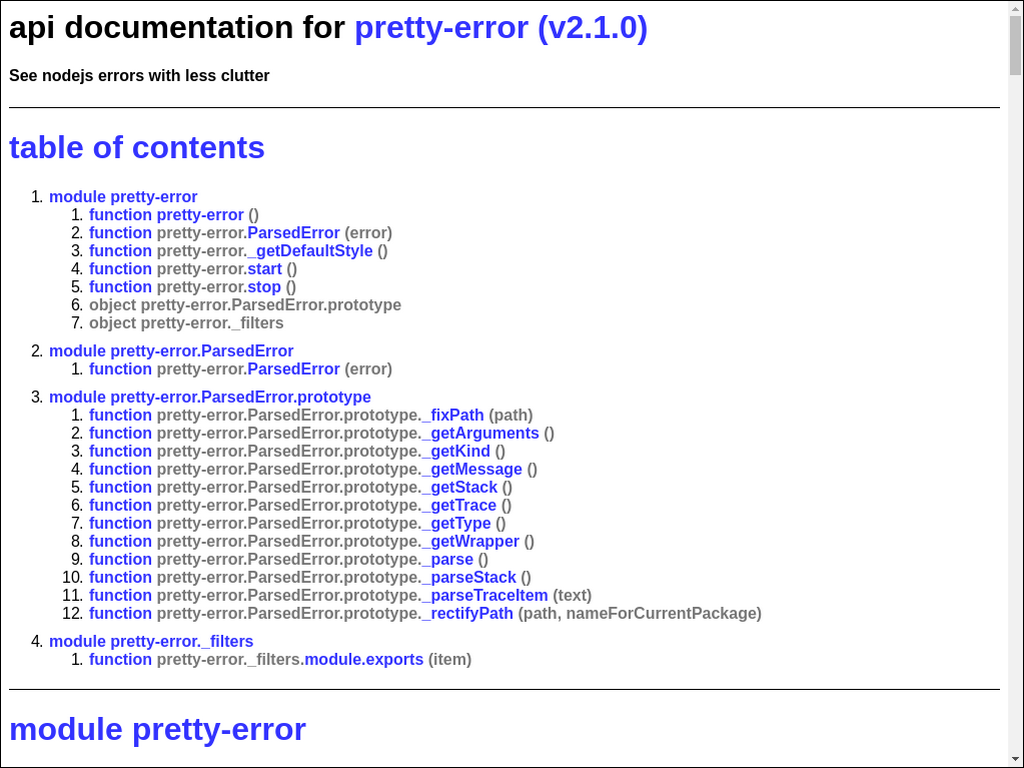 api documentation for pretty-error (v2.1.0)
See nodejs errors with less clutter
table of contents
1. module pretty-error
1. function pretty-error ()
2. function pretty-error.ParsedError (error)
3. function pretty-error._getDefaultStyle ()
4. function pretty-error.start ()
5. function pretty-error.stop ()
6. object pretty-error.ParsedError.prototype
7. object pretty-error._filters
2. module pretty-error.ParsedError
1. function pretty-error.ParsedError (error)
3. module pretty-error.ParsedError.prototype
1. function pretty-error.ParsedError.prototype._fixPath (path)
2. function pretty-error.ParsedError.prototype._getArguments ()
3. function pretty-error.ParsedError.prototype._getKind ()
4. function pretty-error.ParsedError.prototype._getMessage ()
5. function pretty-error.ParsedError.prototype._getStack ()
6. function pretty-error.ParsedError.prototype._getTrace ()
7. function pretty-error.ParsedError.prototype._getType ()
8. function pretty-error.ParsedError.prototype._getWrapper ()
9. function pretty-error.ParsedError.prototype._parse ()
10. function pretty-error.ParsedError.prototype._parseStack ()
11. function pretty-error.ParsedError.prototype._parseTraceItem (text)
12. function pretty-error.ParsedError.prototype._rectifyPath (path, nameForCurrentPackage)
4. module pretty-error._filters
1. function pretty-error._filters.module.exports (item)
module pretty-error